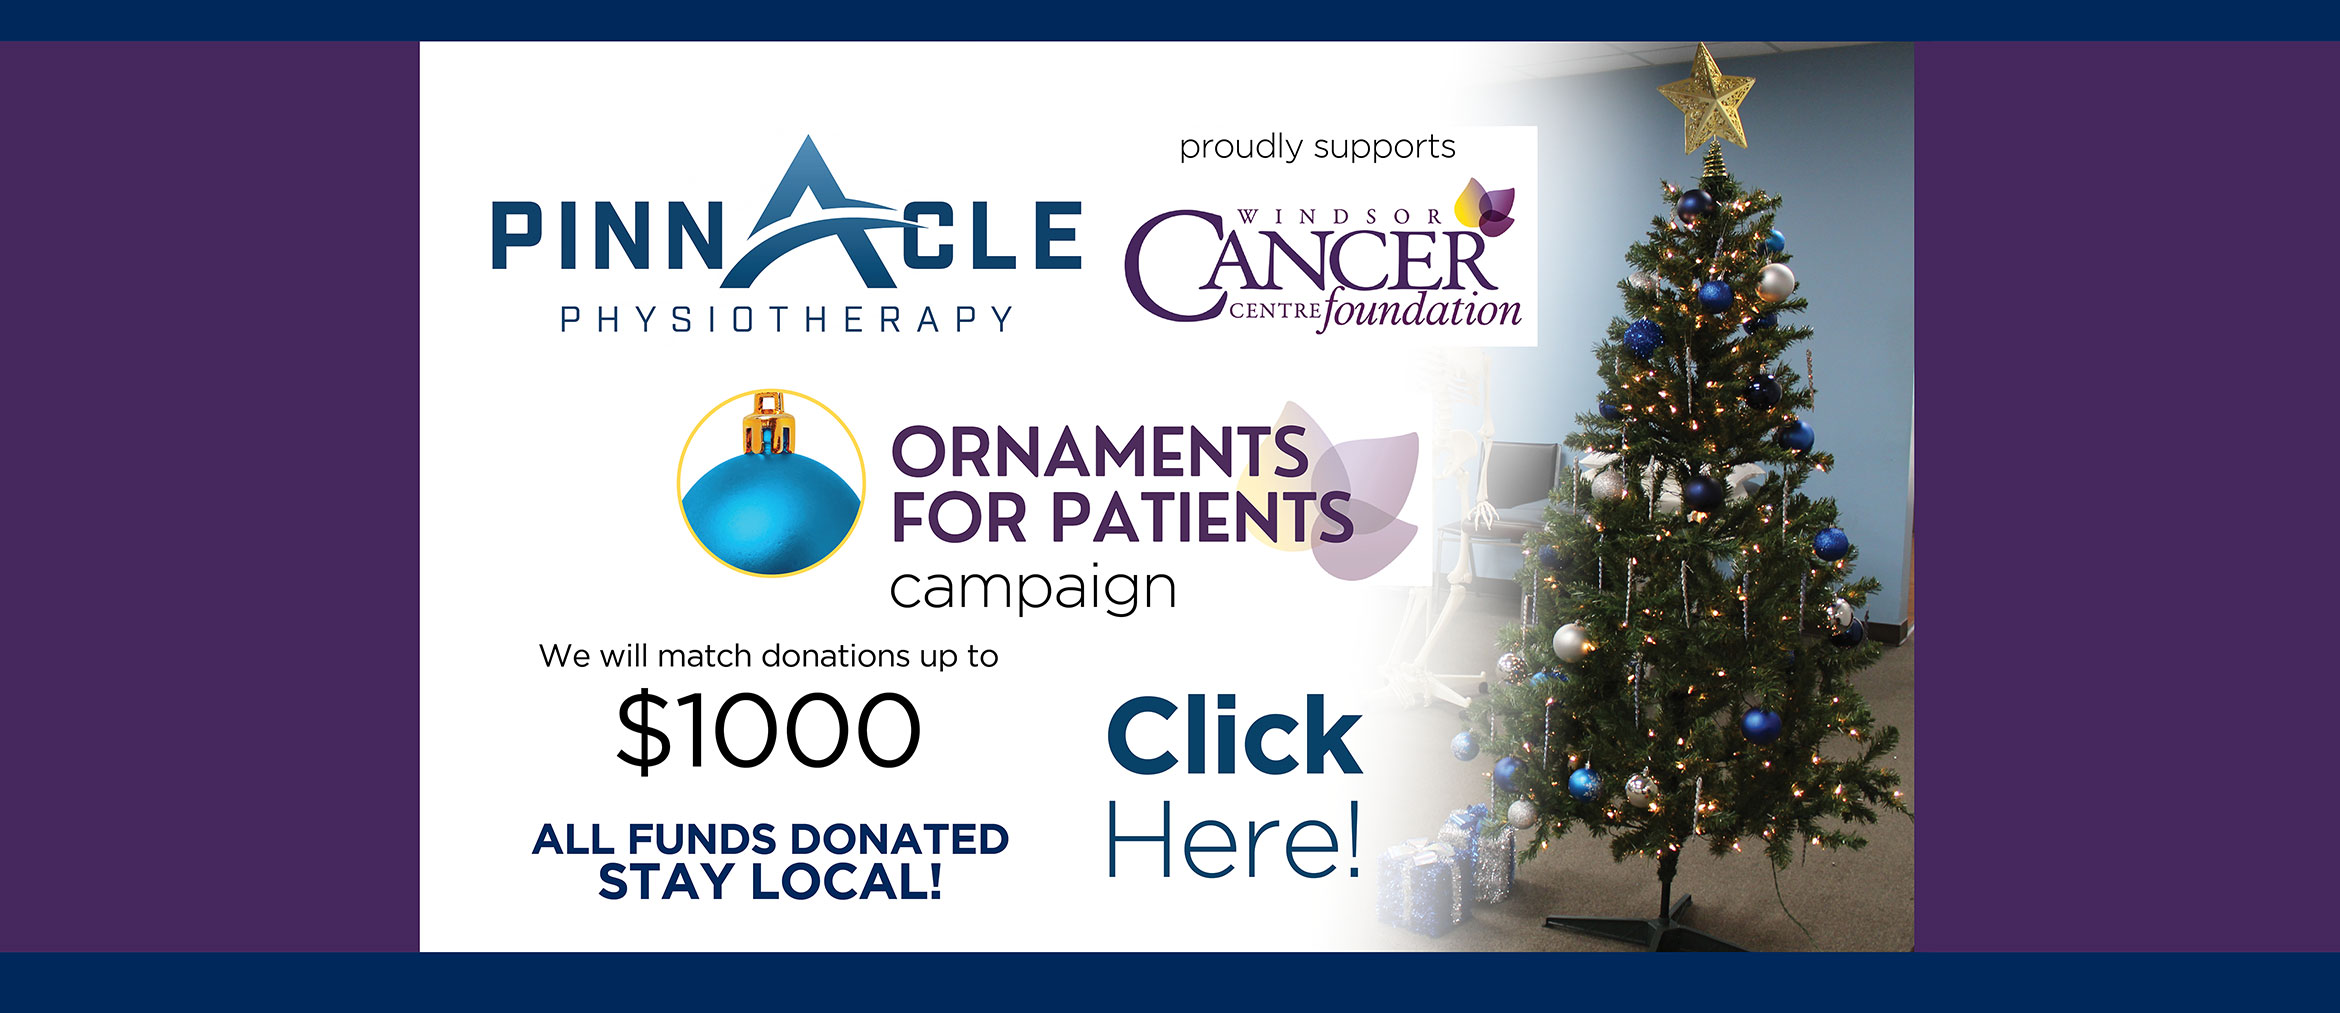 PINNACLE
PHYSIOTHERAPY
proudly supports
WINDSOR
CANCER
CENTRE foundation
ORNAMENTS
FOR PATIENTS
campaign
We will match donations up to
$1000
ALL FUNDS DONATED
STAY LOCAL!
Click
Here!